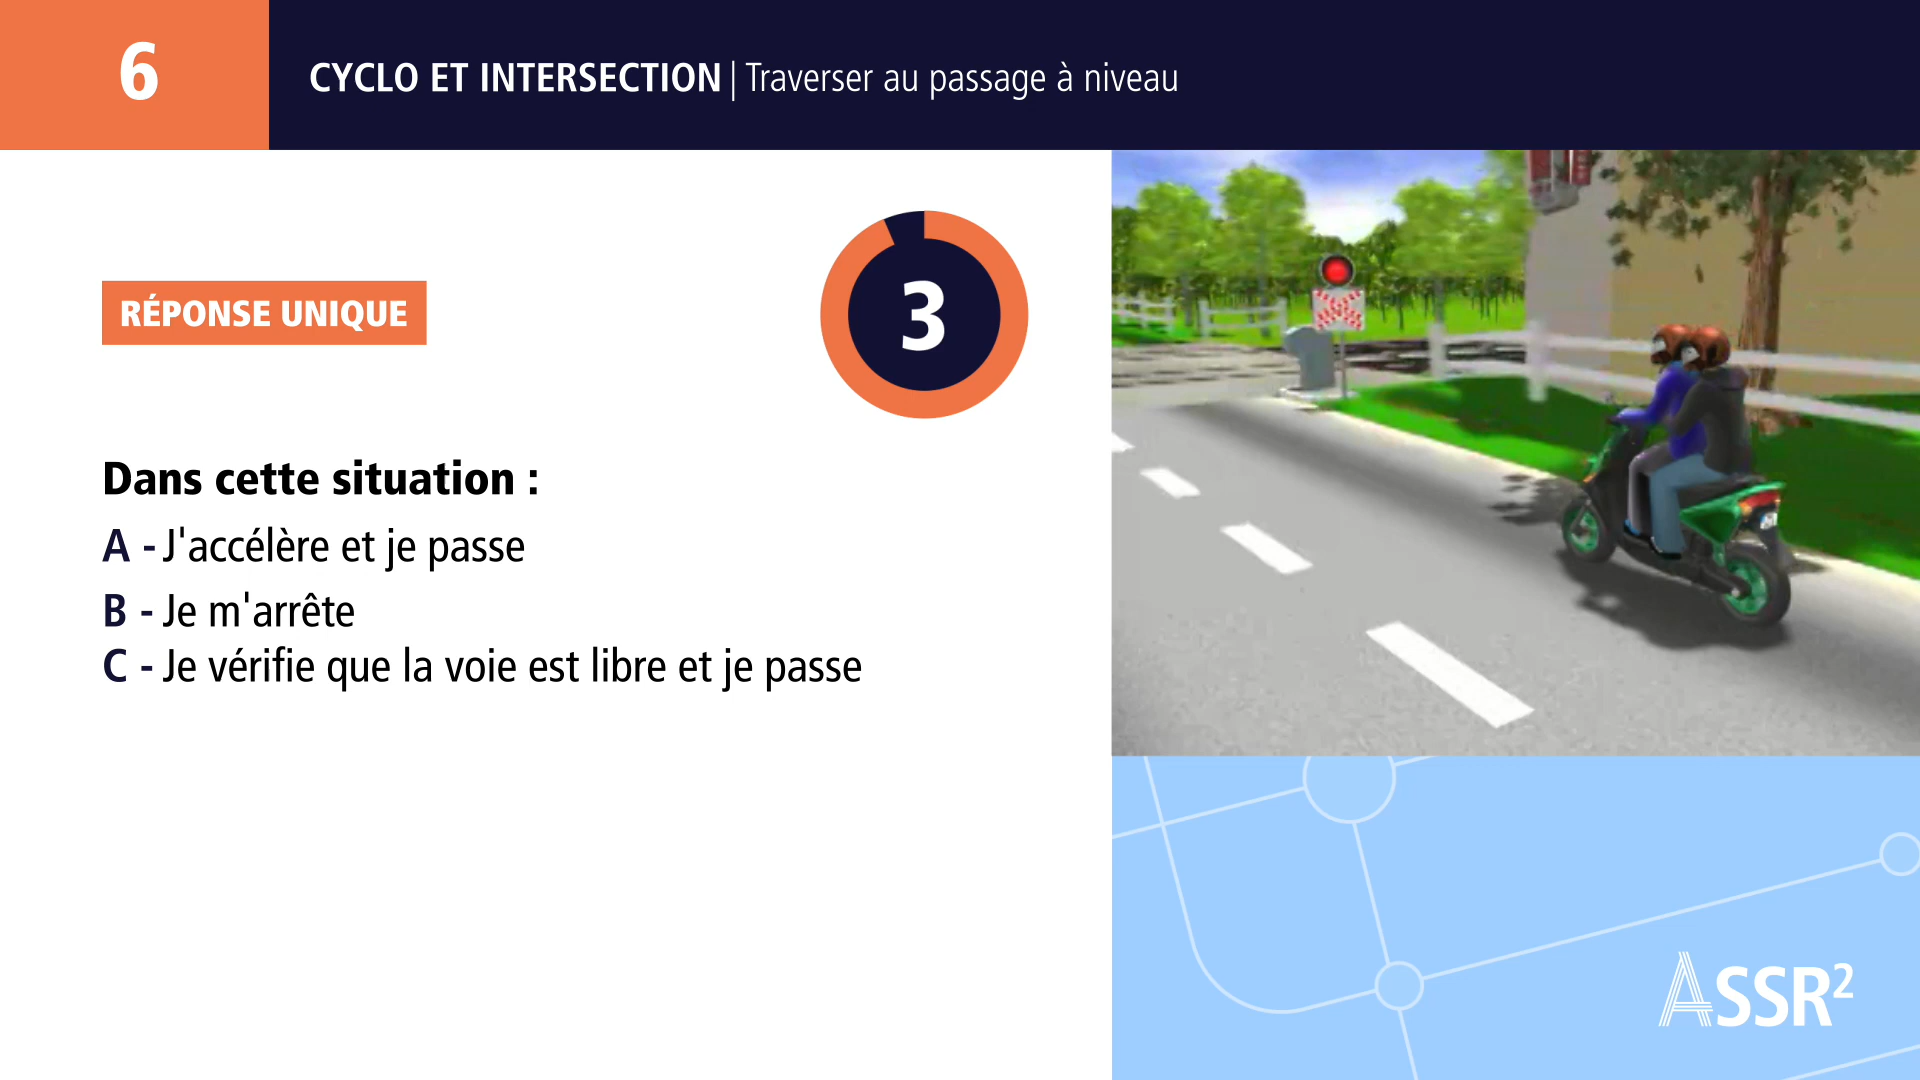 6
CYCLO ET INTERSECTION | Traverser au passage à niveau
RÉPONSE UNIQUE
3
Dans cette situation :
A - J'accélère et je passe
B - Je m'arrête
C - Je vérifie que la voie est libre et je passe
ASSR²